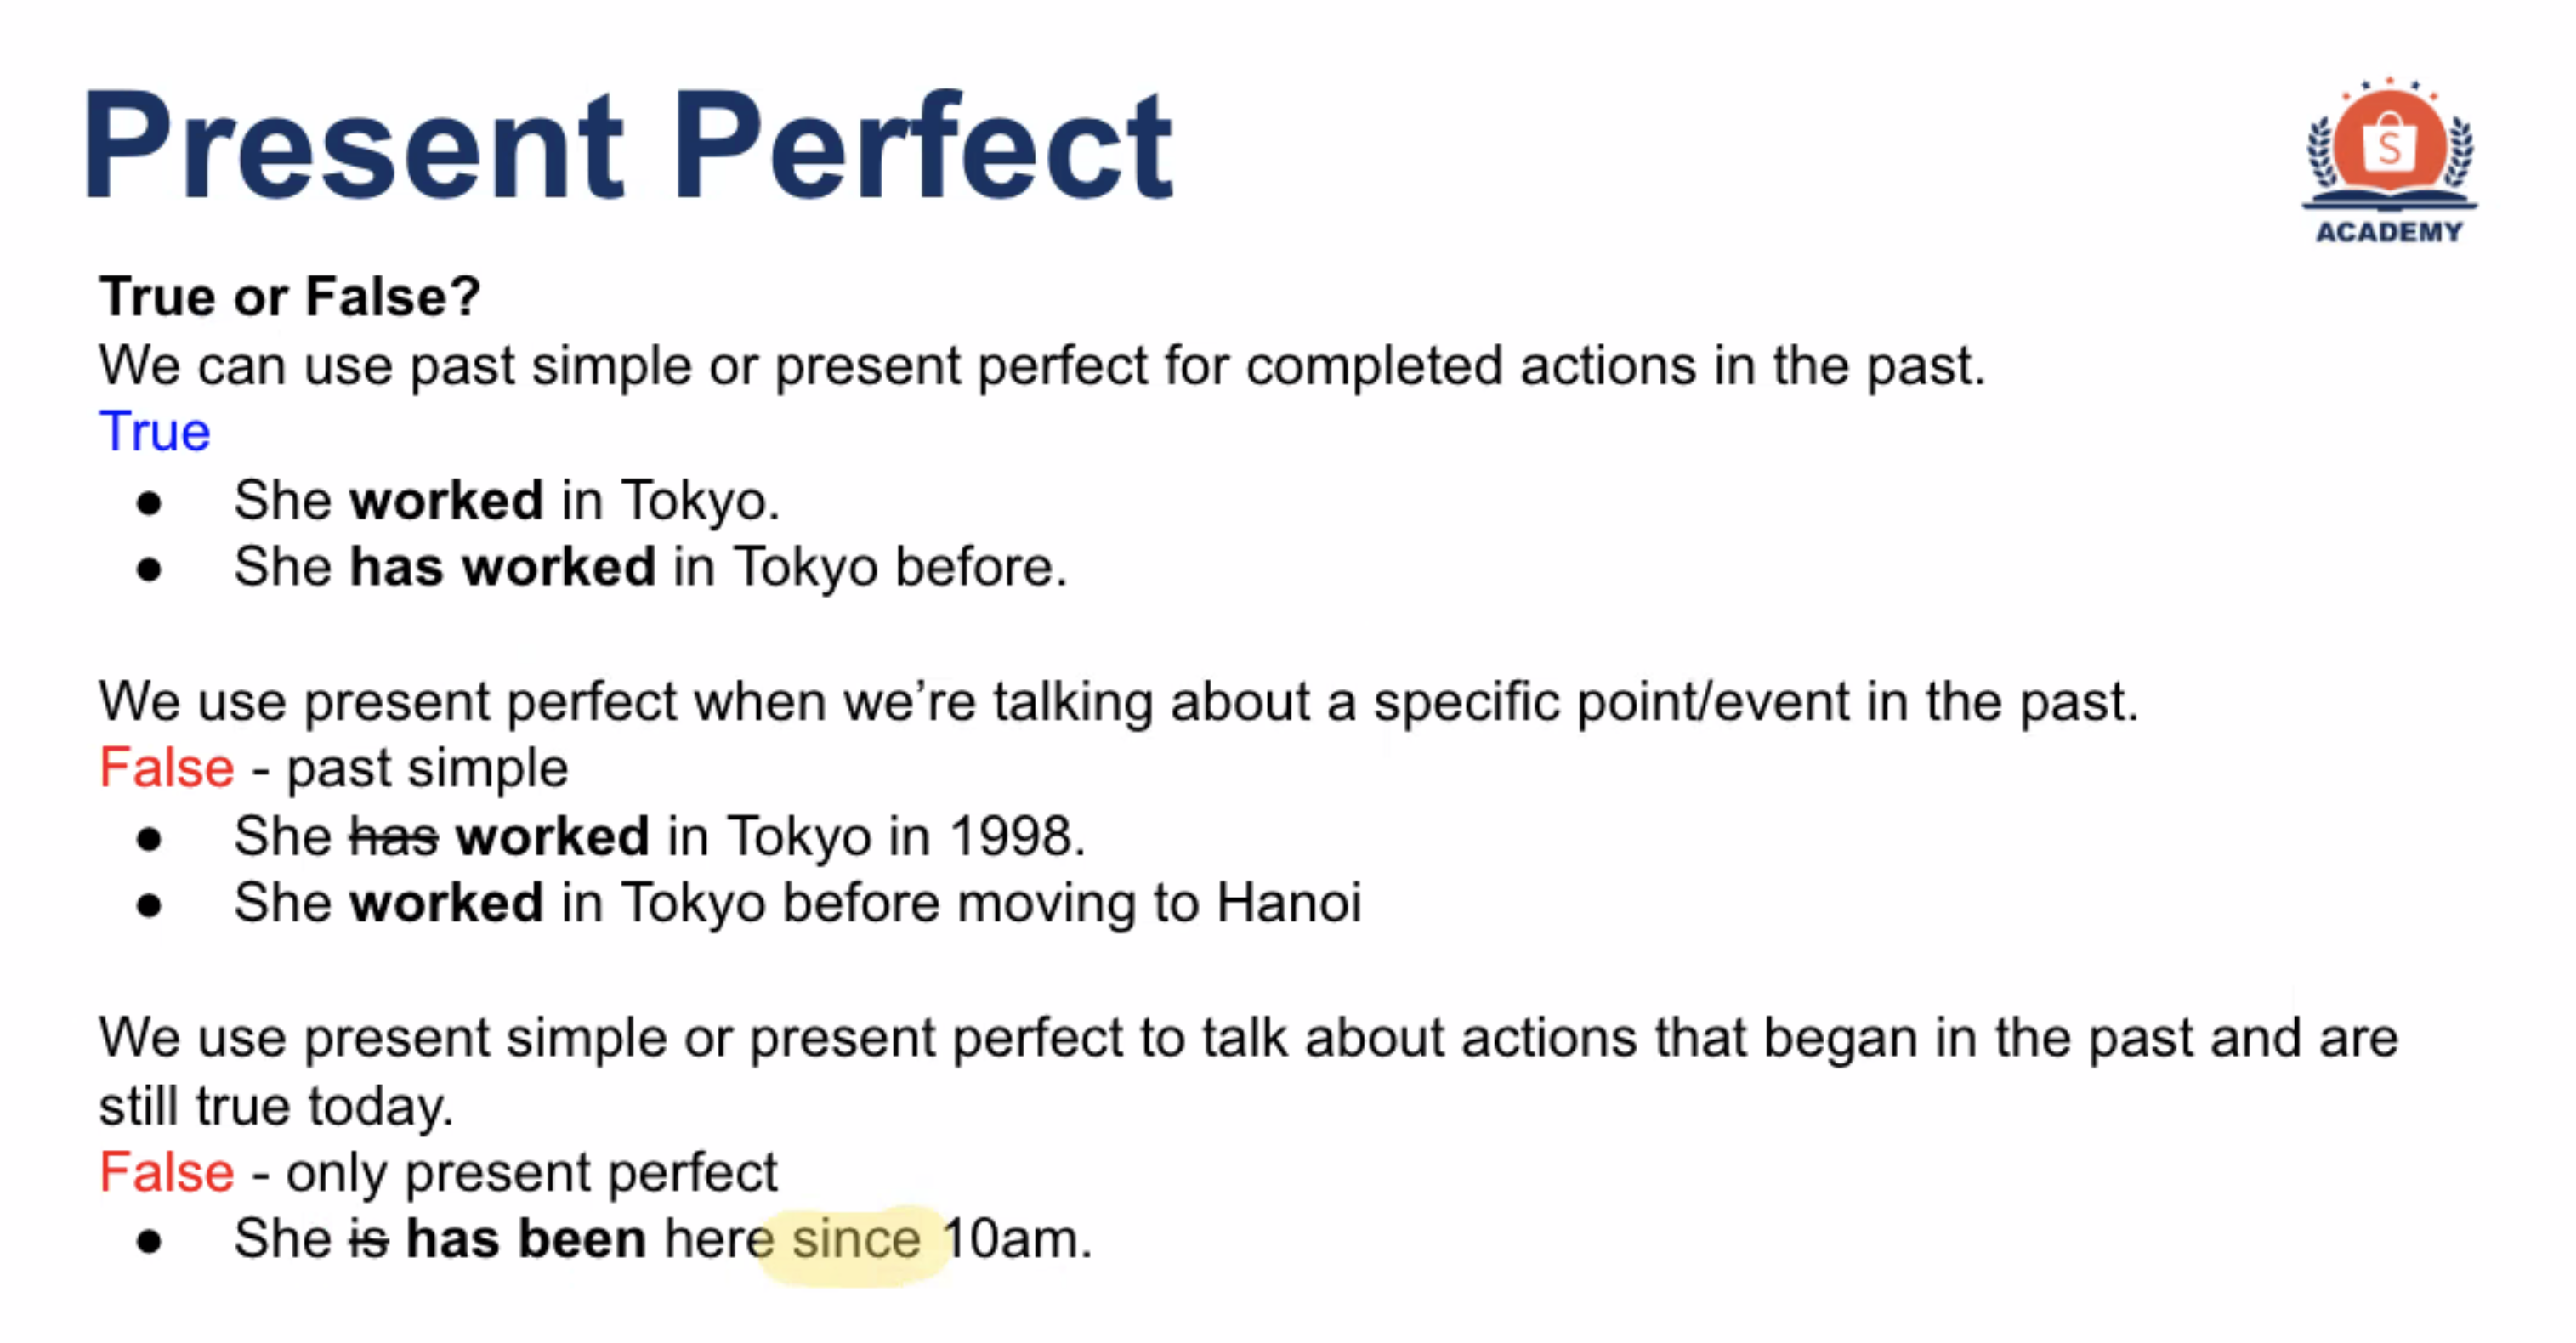 Present Perfect
S
ACADEMY
True or False?
We can use past simple or present perfect for completed actions in the past.
True
● She worked in Tokyo.
● She has worked in Tokyo before.
We use present perfect when we’re talking about a specific point/event in the past.
False - past simple
● She has worked in Tokyo in 1998.
● She worked in Tokyo before moving to Hanoi
We use present simple or present perfect to talk about actions that began in the past and are
still true today.
False - only present perfect
● She is has been here since 10am.